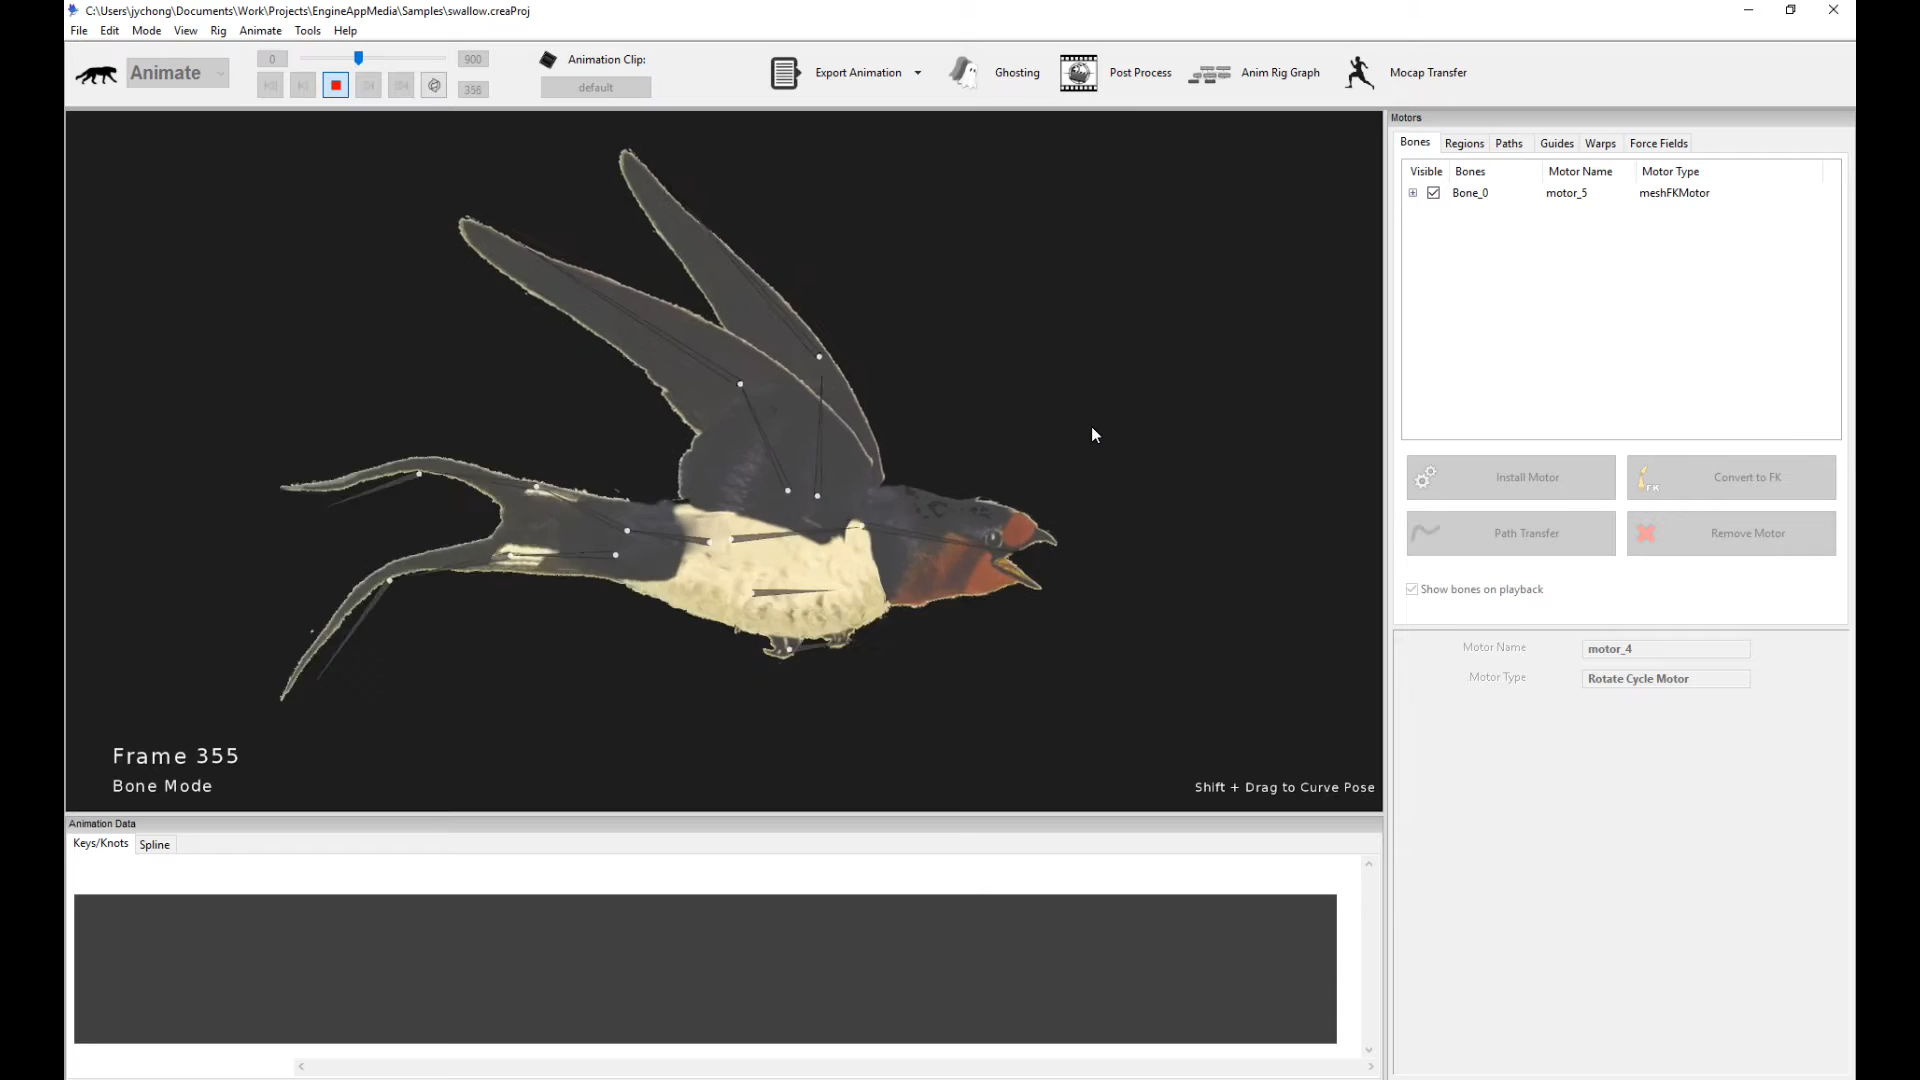 C:\Users\jychong\Documents\Work\Projects\EngineAppMedia\Samples\swallow.creaProj
File Edit Mode View Rig Animate Tools Help
Animate
0
900
356
Animation Clip:
default
Export Animation
Ghosting
Post Process
Anim Rig Graph
Mocap Transfer
Motors
Bones Regions Paths Guides Warps Force Fields
Visible Bones Motor Name Motor Type
Bone_0 motor_5 meshFKMotor
Install Motor
FK
Convert to FK
Path Transfer
Remove Motor
Show bones on playback
Motor Name motor_4
Motor Type Rotate Cycle Motor
Frame 355
Bone Mode
Shift + Drag to Curve Pose
Animation Data
Keys/Knots Spline